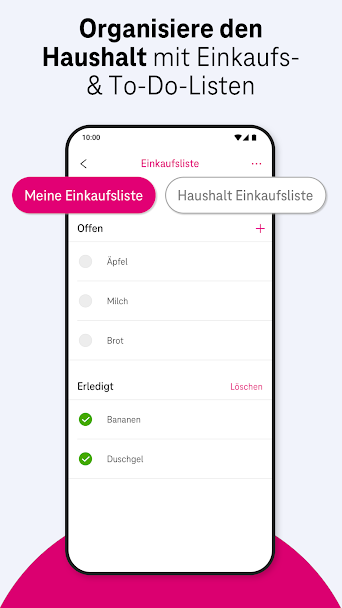 Organisiere den
Haushalt mit Einkaufs-
& To-Do-Listen
10:00
Einkaufsliste
Meine Einkaufsliste
Haushalt Einkaufsliste
Offen
Äpfel
Milch
Brot
Erledigt
Löschen
Bananen
Duschgel